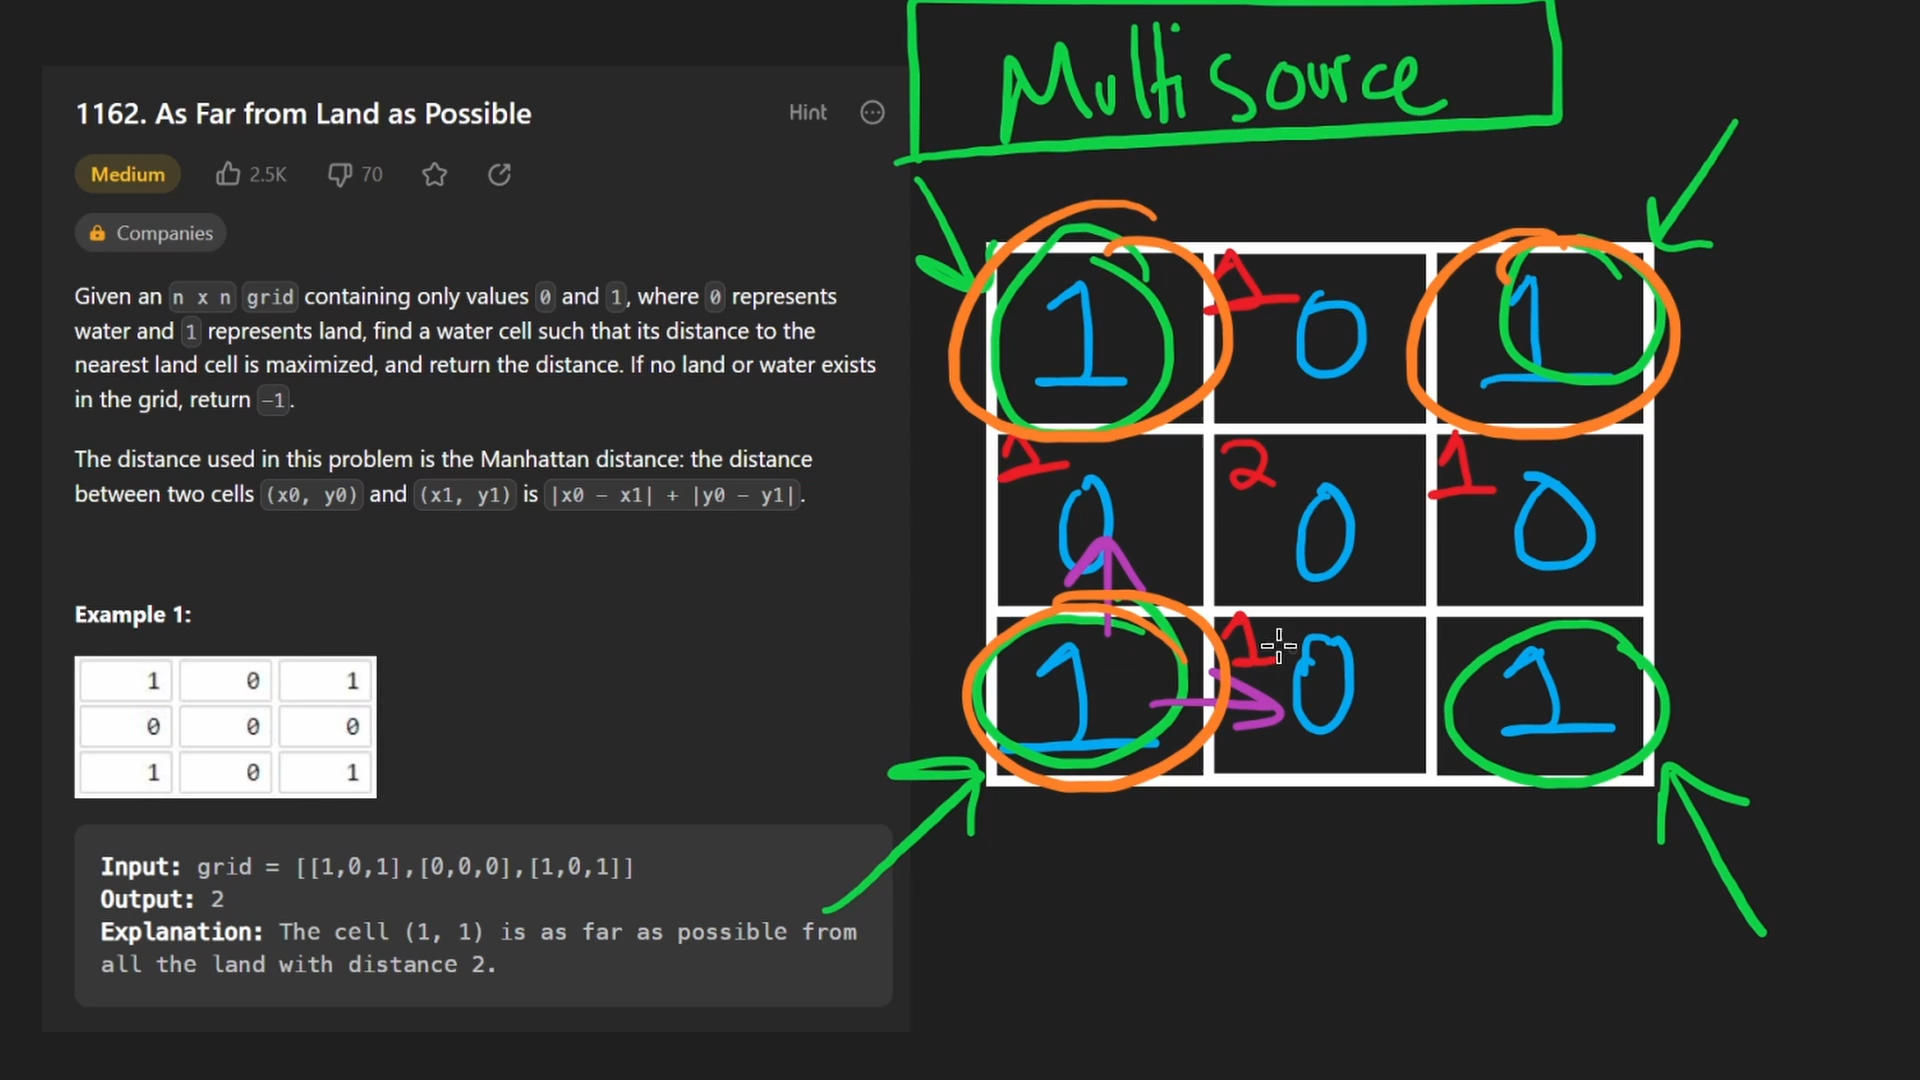 1162. As Far from Land as Possible
Hint
Medium
2.5K
70
Companies
Given an n x n grid containing only values 0 and 1, where 0 represents
water and 1 represents land, find a water cell such that its distance to the
nearest land cell is maximized, and return the distance. If no land or water exists
in the grid, return -1.
The distance used in this problem is the Manhattan distance: the distance
between two cells (x0, y0) and (x1, y1) is |x0 - x1| + |y0 - y1|.
Example 1:
1 0 1
0 0 0
1 0 1
Input: grid = [[1,0,1],[0,0,0],[1,0,1]]
Output: 2
Explanation: The cell (1, 1) is as far as possible from
all the land with distance 2.
Multi Source
1 1 0 1
1 0 2 0 1 0
1 1 0 1